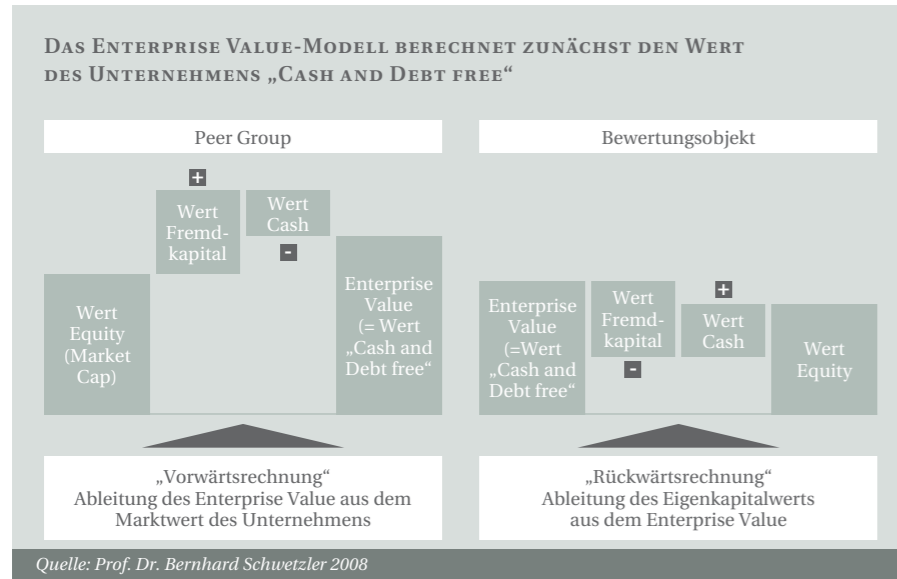 Das Enterprise Value-Modell berechnet zunächst den Wert
des Unternehmens „Cash and Debt free“
Peer Group
+
Wert
Fremd-
kapital
Wert
Cash
-
Wert
Equity
(Market
Cap)
Enterprise
Value
(= Wert
„Cash and
Debt free“
„Vorwärtsrechnung“
Ableitung des Enterprise Value aus dem
Marktwert des Unternehmens
Bewertungsobjekt
Enterprise
Value
(=Wert
„Cash and
Debt free“
Wert
Fremd-
kapital
-
+
Wert
Cash
Wert
Equity
„Rückwärtsrechnung“
Ableitung des Eigenkapitalwerts
aus dem Enterprise Value
Quelle: Prof. Dr. Bernhard Schwetzler 2008